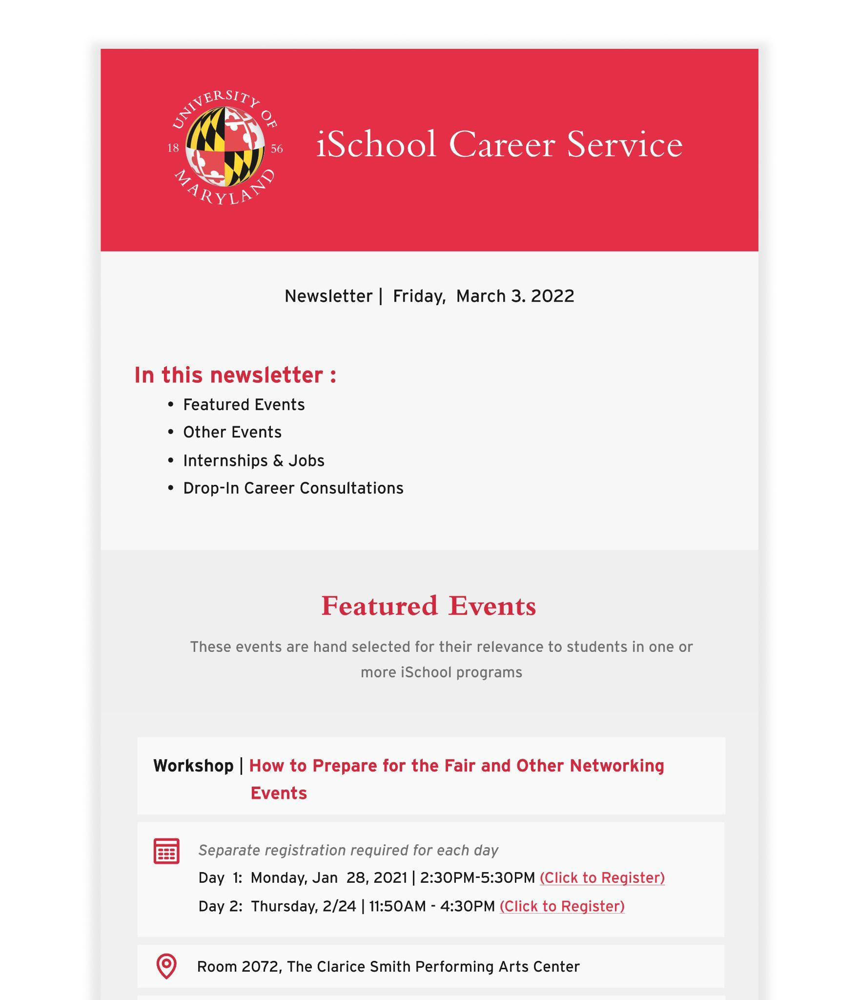 UNIVERSITY OF
18 56
MARYLAND
iSchool Career Service
Newsletter | Friday, March 3. 2022
In this newsletter :
• Featured Events
• Other Events
• Internships & Jobs
• Drop-In Career Consultations
Featured Events
These events are hand selected for their relevance to students in one or
more iSchool programs
Workshop | How to Prepare for the Fair and Other Networking
Events
Separate registration required for each day
Day 1: Monday, Jan 28, 2021 | 2:30PM-5:30PM (Click to Register)
Day 2: Thursday, 2/24 | 11:50AM - 4:30PM (Click to Register)
Room 2072, The Clarice Smith Performing Arts Center